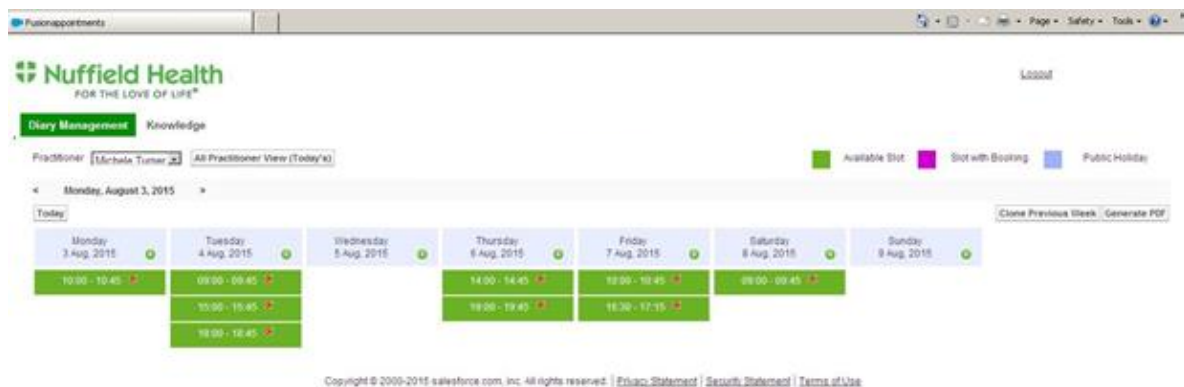 Fusionappointments
Page Safety Tools
Nuffield Health
FOR THE LOVE OF LIFE®
Logout
Diary Management Knowledge
Practitioner Michele Turner All Practitioner View (Today's) Available Slot Slot with Booking Public Holiday
< Monday, August 3, 2015 >
Today Clone Previous Week Generate PDF
Monday Tuesday Wednesday Thursday Friday Saturday Sunday
3 Aug, 2015 4 Aug, 2015 5 Aug, 2015 6 Aug, 2015 7 Aug, 2015 8 Aug, 2015 9 Aug, 2015
10:00 - 10:45 09:00 - 09:45 14:00 - 14:45 10:00 - 10:45 09:00 - 09:45
15:00 - 15:45 19:00 - 19:45 16:30 - 17:15
18:00 - 18:45
Copyright © 2000-2015 salesforce.com, inc. All rights reserved. | Privacy Statement | Security Statement | Terms of Use